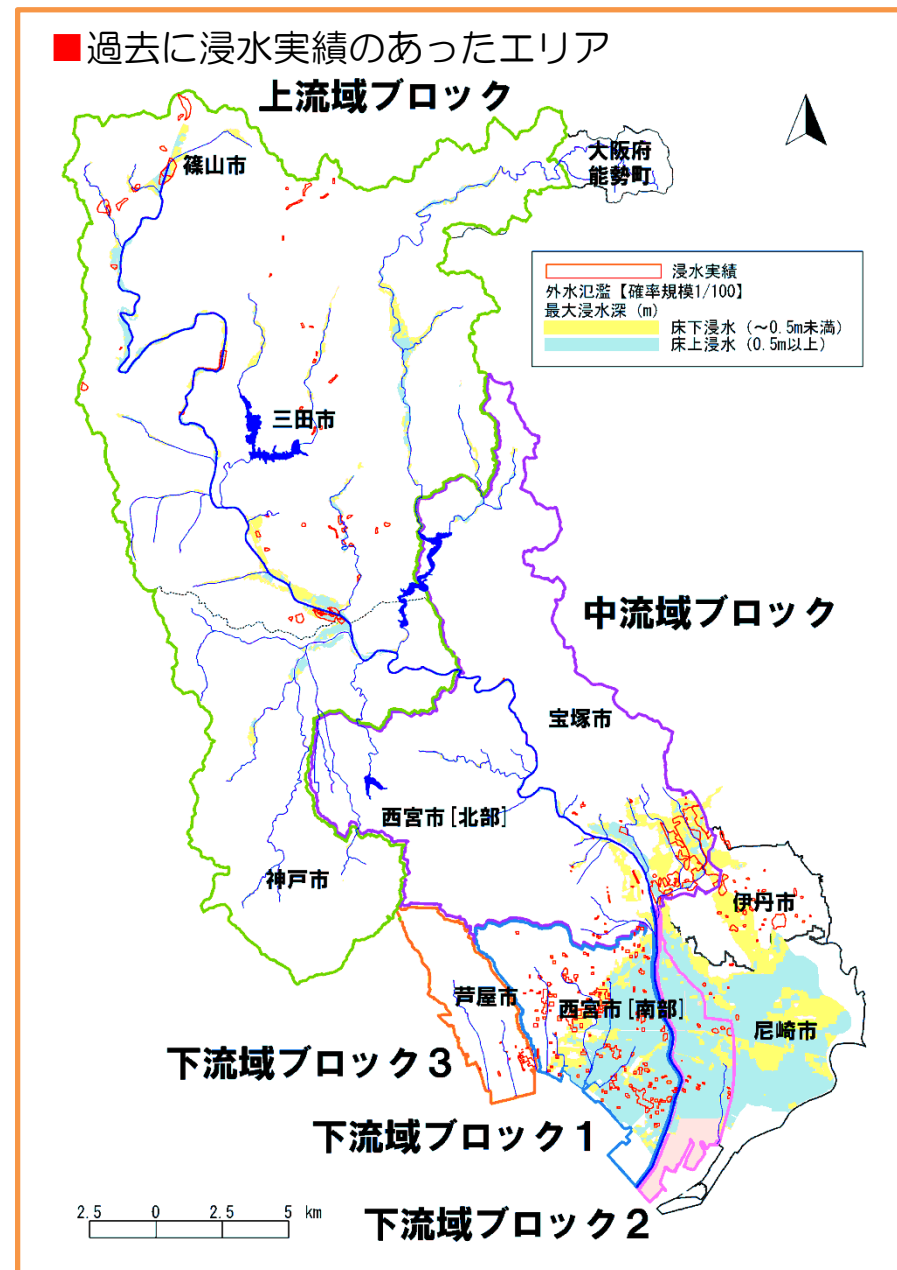 ■過去に浸水実績のあったエリア
上流域ブロック
大阪府
能勢町
篠山市
浸水実績
外水氾濫【確率規模1/100】
最大浸水深（m）
床下浸水（～0.5m未満）
床上浸水（0.5m以上）
三田市
中流域ブロック
宝塚市
西宮市[北部]
神戸市
伊丹市
芦屋市
西宮市[南部]
尼崎市
下流域ブロック３
下流域ブロック１
下流域ブロック２
2.5 0 2.5 5 km